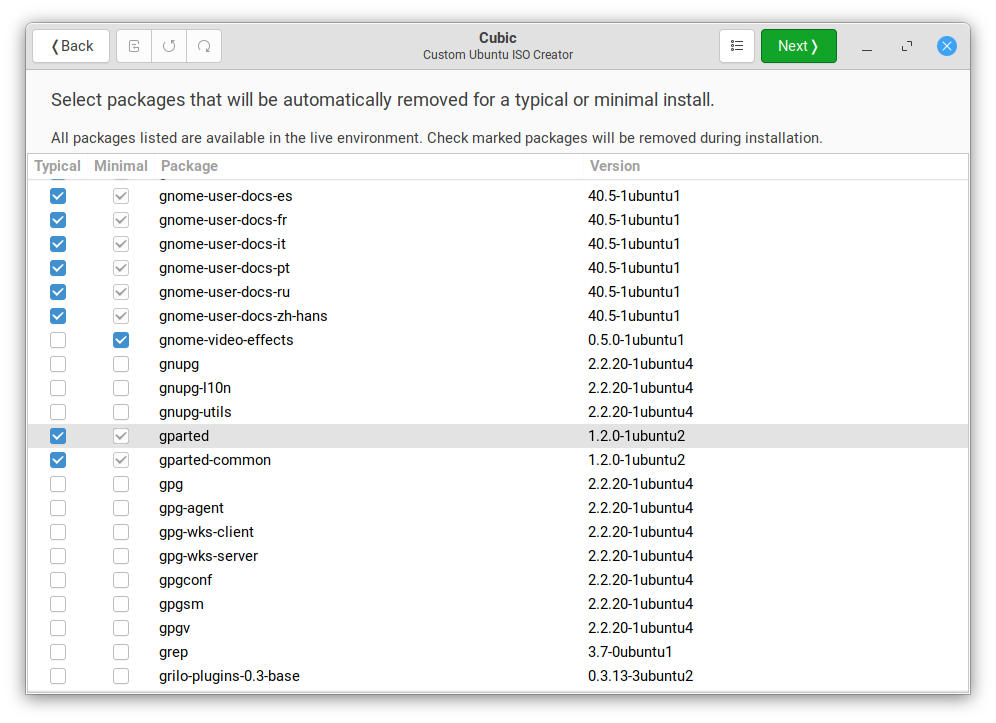 ❬Back
Cubic
Custom Ubuntu ISO Creator
Next❭
Select packages that will be automatically removed for a typical or minimal install.
All packages listed are available in the live environment. Check marked packages will be removed during installation.
Typical Minimal Package Version
gnome-user-docs-es 40.5-1ubuntu1
gnome-user-docs-fr 40.5-1ubuntu1
gnome-user-docs-it 40.5-1ubuntu1
gnome-user-docs-pt 40.5-1ubuntu1
gnome-user-docs-ru 40.5-1ubuntu1
gnome-user-docs-zh-hans 40.5-1ubuntu1
gnome-video-effects 0.5.0-1ubuntu1
gnupg 2.2.20-1ubuntu4
gnupg-l10n 2.2.20-1ubuntu4
gnupg-utils 2.2.20-1ubuntu4
gparted 1.2.0-1ubuntu2
gparted-common 1.2.0-1ubuntu2
gpg 2.2.20-1ubuntu4
gpg-agent 2.2.20-1ubuntu4
gpg-wks-client 2.2.20-1ubuntu4
gpg-wks-server 2.2.20-1ubuntu4
gpgconf 2.2.20-1ubuntu4
gpgsm 2.2.20-1ubuntu4
gpgv 2.2.20-1ubuntu4
grep 3.7-0ubuntu1
grilo-plugins-0.3-base 0.3.13-3ubuntu2